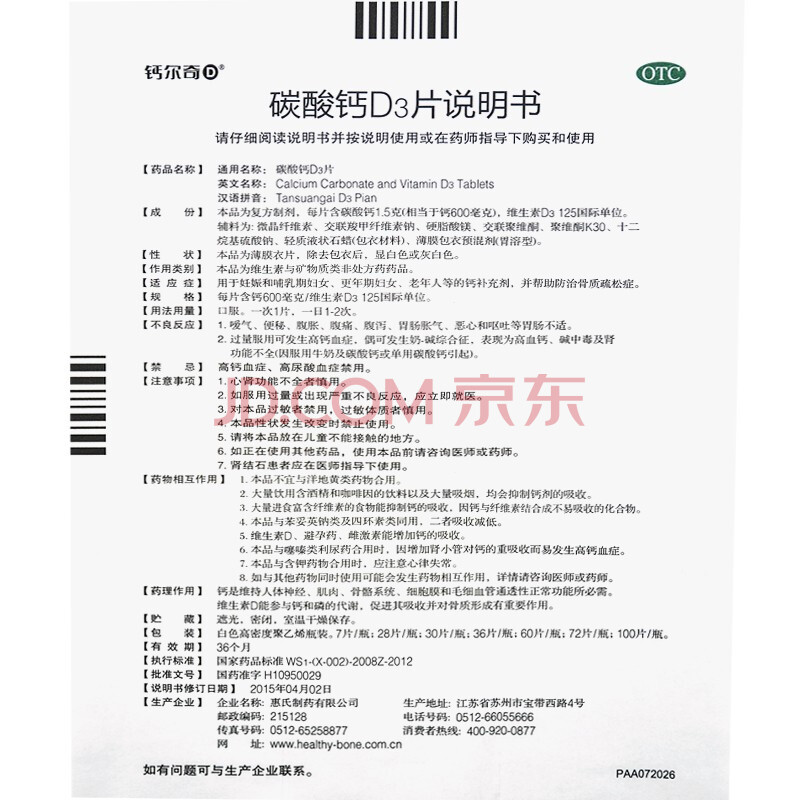 钙尔奇D®
OTC
碳酸钙D3片说明书
请仔细阅读说明书并按说明使用或在药师指导下购买和使用
【药品名称】 通用名称：碳酸钙D3片
英文名称：Calcium Carbonate and Vitamin D3 Tablets
汉语拼音：Tansuangai D3 Pian
【成 份】 本品为复方制剂，每片含碳酸钙1.5克(相当于钙600毫克)，维生素D3 125国际单位。
辅料为：微晶纤维素、交联羧甲纤维素钠、硬脂酸镁、交联聚维酮、聚维酮K30、十二
烷基硫酸钠、轻质液状石蜡(包衣材料)、薄膜包衣预混剂(胃溶型)。
【性 状】 本品为薄膜衣片，除去包衣后，显白色或灰白色。
【作用类别】 本品为维生素与矿物质类非处方药药品。
【适 应 症】 用于妊娠和哺乳期妇女、更年期妇女、老年人等的钙补充剂，并帮助防治骨质疏松症。
【规 格】 每片含钙600毫克/维生素D3 125国际单位。
【用法用量】 口服。一次1片，一日1-2次。
【不良反应】 1. 嗳气、便秘、腹胀、腹痛、腹泻、胃肠胀气、恶心和呕吐等胃肠不适。
2. 过量服用可发生高钙血症，偶可发生奶-碱综合征，表现为高血钙、碱中毒及肾
功能不全(因服用牛奶及碳酸钙或单用碳酸钙引起)。
【禁 忌】 高钙血症、高尿酸血症禁用。
【注意事项】 1. 心肾功能不全者慎用。
2. 如服用过量或出现严重不良反应，应立即就医。
3. 对本品过敏者禁用，过敏体质者慎用。
JD.COM 京东
4. 本品性状发生改变时禁止使用。
5. 请将本品放在儿童不能接触的地方。
6. 如正在使用其他药品，使用本品前请咨询医师或药师。
7. 肾结石患者应在医师指导下使用。
【药物相互作用】 1. 本品不宜与洋地黄类药物合用。
2. 大量饮用含酒精和咖啡因的饮料以及大量吸烟，均会抑制钙剂的吸收。
3. 大量进食富含纤维素的食物能抑制钙的吸收，因钙与纤维素结合成不易吸收的化合物。
4. 本品与苯妥英钠类及四环素类同用，二者吸收减低。
5. 维生素D、避孕药、雌激素能增加钙的吸收。
6. 本品与噻嗪类利尿药合用时，因增加肾小管对钙的重吸收而易发生高钙血症。
7. 本品与含钾药物合用时，应注意心律失常。
8. 如与其他药物同时使用可能会发生药物相互作用，详情请咨询医师或药师。
【药理作用】 钙是维持人体神经、肌肉、骨骼系统、细胞膜和毛细血管通透性正常功能所必需。
维生素D能参与钙和磷的代谢，促进其吸收并对骨质形成有重要作用。
【贮 藏】 遮光，密闭，室温干燥保存。
【包 装】 白色高密度聚乙烯瓶装。7片/瓶；28片/瓶；30片/瓶；36片/瓶；60片/瓶；72片/瓶；100片/瓶。
【有 效 期】 36个月
【执行标准】 国家药品标准WS1-(X-002)-2008Z-2012
【批准文号】 国药准字 H10950029
【说明书修订日期】 2015年04月02日
【生产企业】 企业名称：惠氏制药有限公司 生产地址：江苏省苏州市宝带西路4号
邮政编码：215128 电话号码：0512-66055666
传真号码：0512-65258877 消费者热线：400-920-0877
网 址：www.healthy-bone.com.cn
如有问题可与生产企业联系。
PAA072026